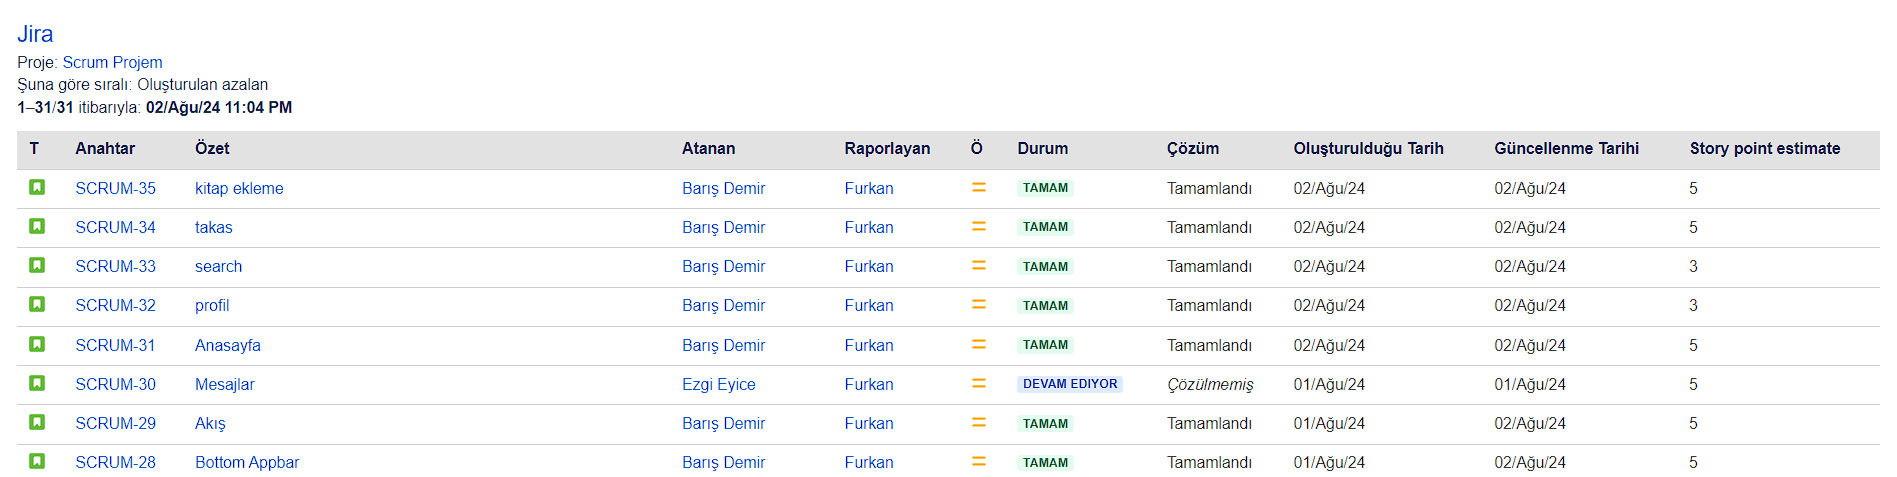 Jira
Proje: Scrum Projem
Şuna göre sıralı: Oluşturulan azalan
1–31/31 itibarıyla: 02/Ağu/24 11:04 PM
T Anahtar Özet Atanan Raporlayan Ö Durum Çözüm Oluşturulduğu Tarih Güncellenme Tarihi Story point estimate
SCRUM-35 kitap ekleme Barış Demir Furkan TAMAM Tamamlandı 02/Ağu/24 02/Ağu/24 5
SCRUM-34 takas Barış Demir Furkan TAMAM Tamamlandı 02/Ağu/24 02/Ağu/24 5
SCRUM-33 search Barış Demir Furkan TAMAM Tamamlandı 02/Ağu/24 02/Ağu/24 3
SCRUM-32 profil Barış Demir Furkan TAMAM Tamamlandı 02/Ağu/24 02/Ağu/24 3
SCRUM-31 Anasayfa Barış Demir Furkan TAMAM Tamamlandı 02/Ağu/24 02/Ağu/24 5
SCRUM-30 Mesajlar Ezgi Eyice Furkan DEVAM EDIYOR Çözülmemiş 01/Ağu/24 01/Ağu/24 5
SCRUM-29 Akış Barış Demir Furkan TAMAM Tamamlandı 01/Ağu/24 02/Ağu/24 5
SCRUM-28 Bottom Appbar Barış Demir Furkan TAMAM Tamamlandı 01/Ağu/24 02/Ağu/24 5